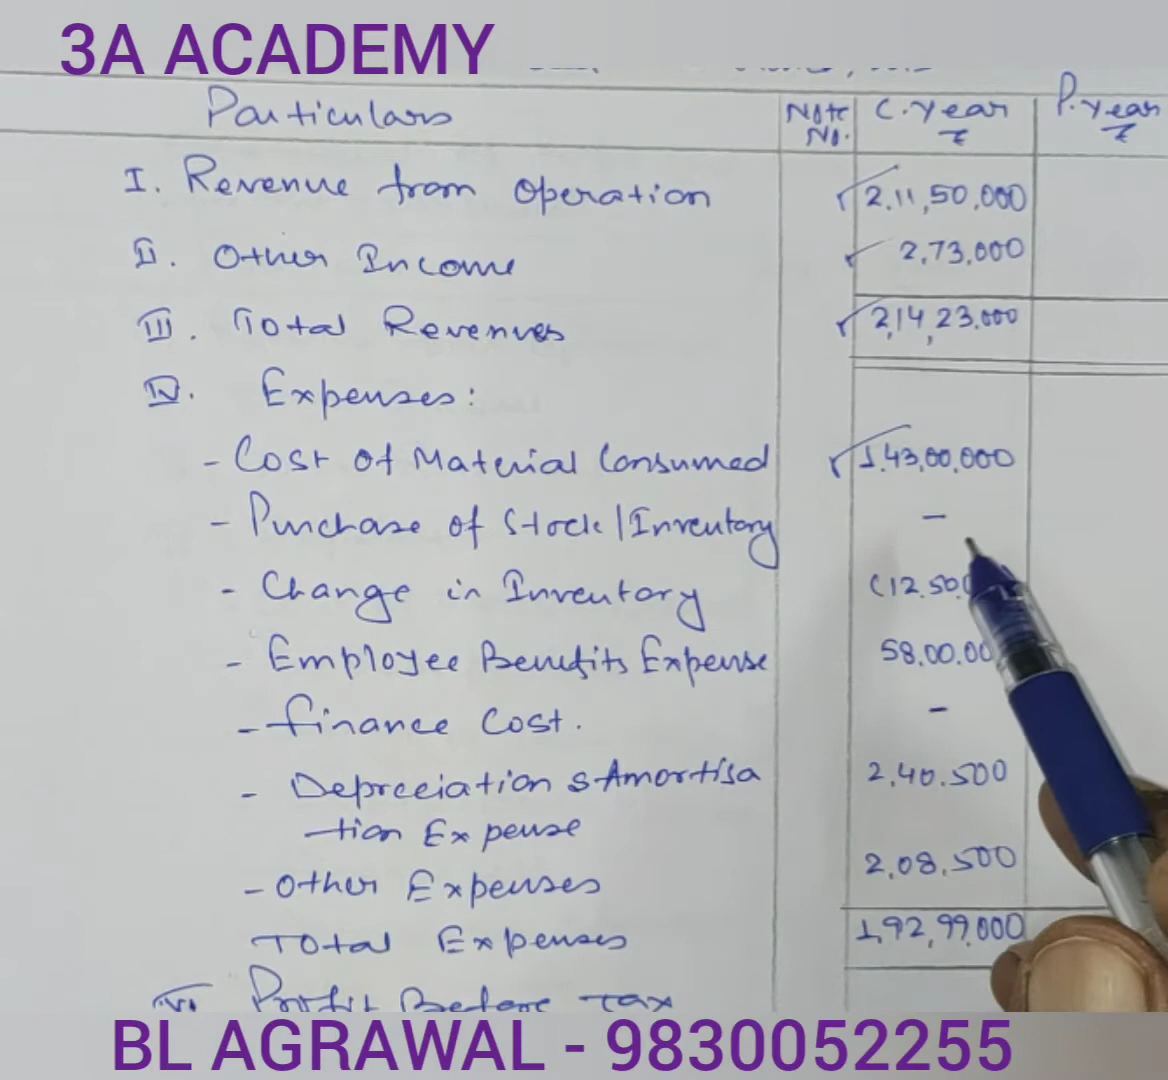 3A ACADEMY
Particulars Note No. C.year ₹ P.year ₹
I. Revenue from operation 2,11,50,000
II. Other Income 2,73,000
III. Total Revenues 2,14,23,000
IV. Expenses:
- Cost of Material Consumed 1,43,00,000
- Purchase of Stock/Inventory -
- Change in Inventory (12,50,0
- Employee Benefits Expense 58,00,00
- finance Cost. -
- Depreciation & Amortisa 2,40,500
tion Expense
- Other Expenses 2,08,500
Total Expenses 1,92,99,000
Profit Before Tax
BL AGRAWAL - 9830052255